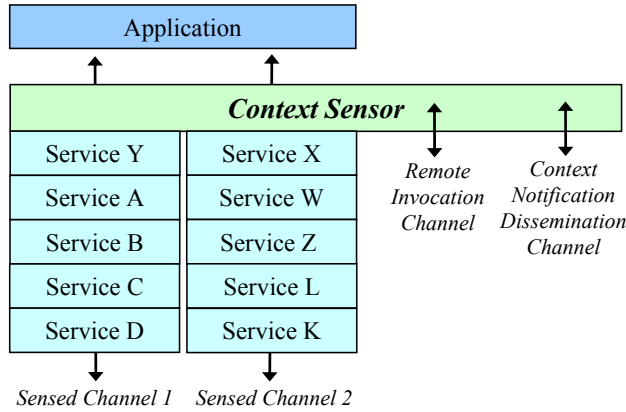 Application
Context Sensor
Service Y
Service X
Service A
Service W
Service B
Service Z
Service C
Service L
Service D
Service K
Remote
Invocation
Channel
Context
Notification
Dissemination
Channel
Sensed Channel 1
Sensed Channel 2